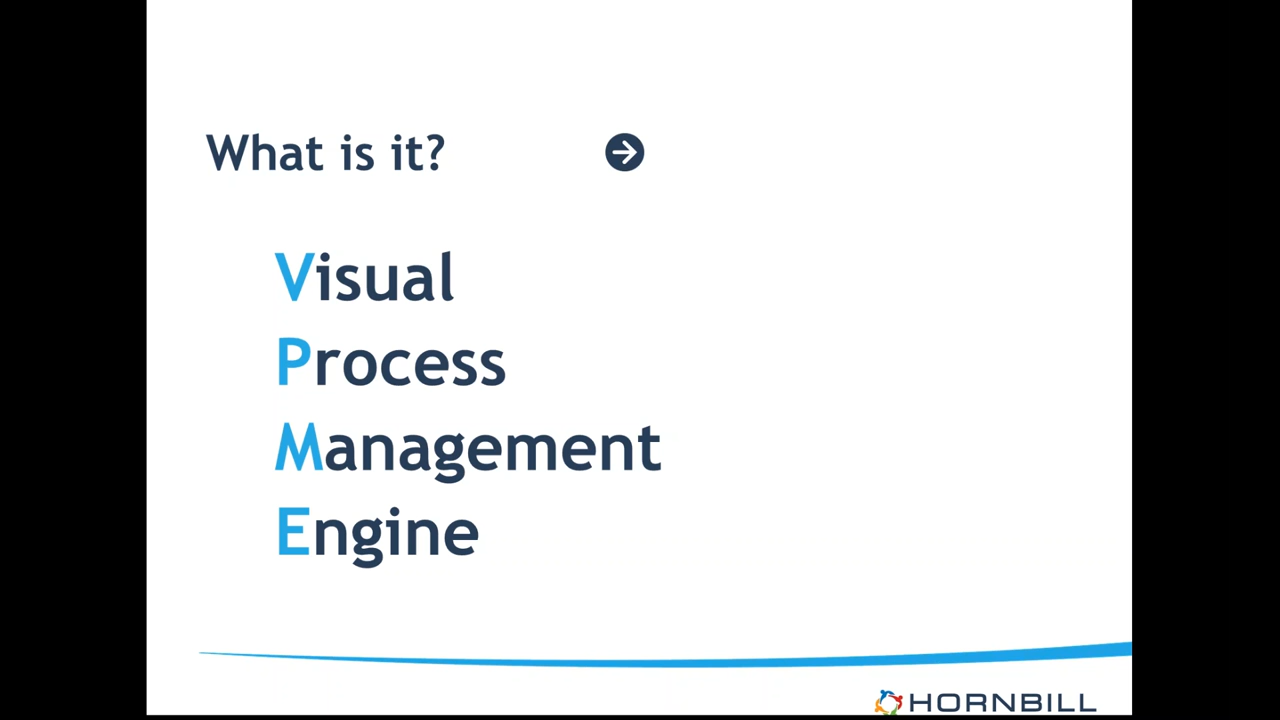 What is it?
Visual
Process
Management
Engine
HORNBILL